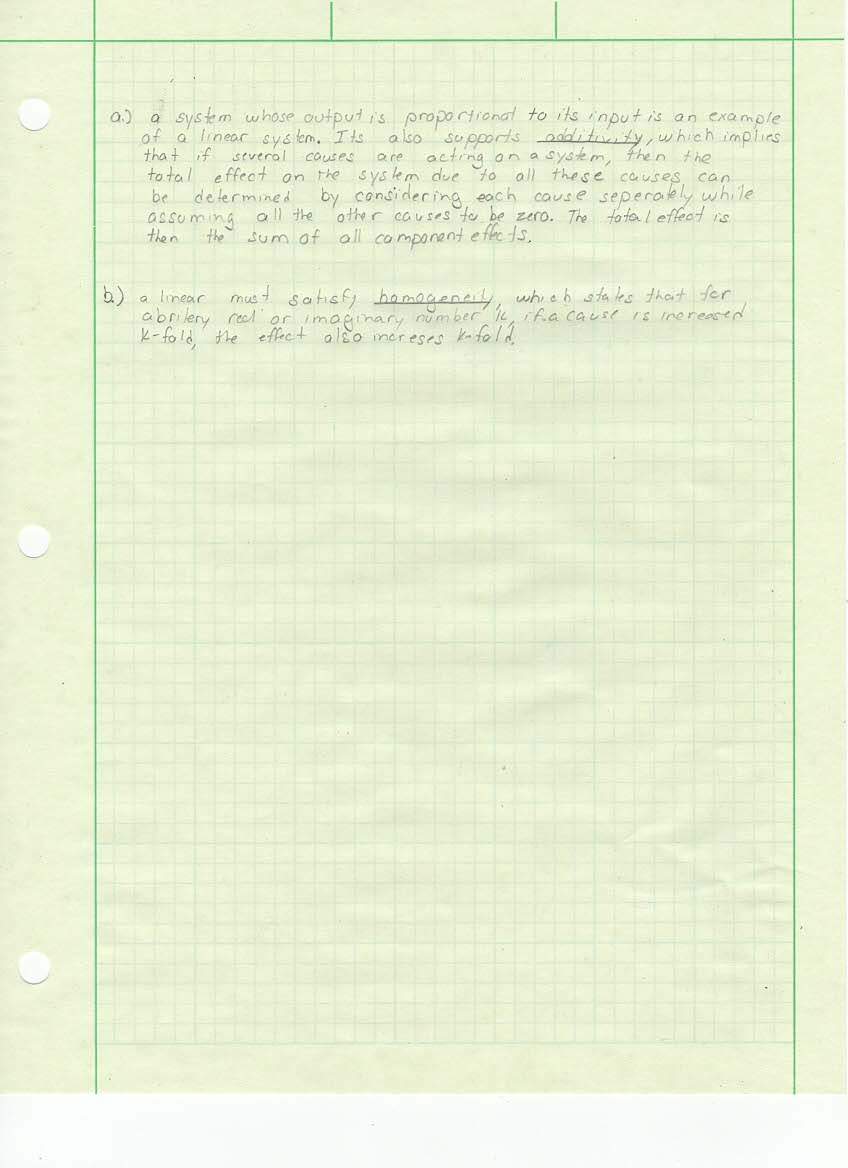 a.) a system whose output is proportional to its input is an example
of a linear system. Its also supports additivity, which implies
that if several causes are acting on a system, then the
total effect on the system due to all these causes can
be determined by considering each cause seperately while
assuming all the other causes to be zero. The total effect is
then the sum of all component effects.
b.) a linear must satisfy homogeneity, which states that for
abritery real or imaginary number k, if a cause is increased
k-fold, the effect also increses k-fold.